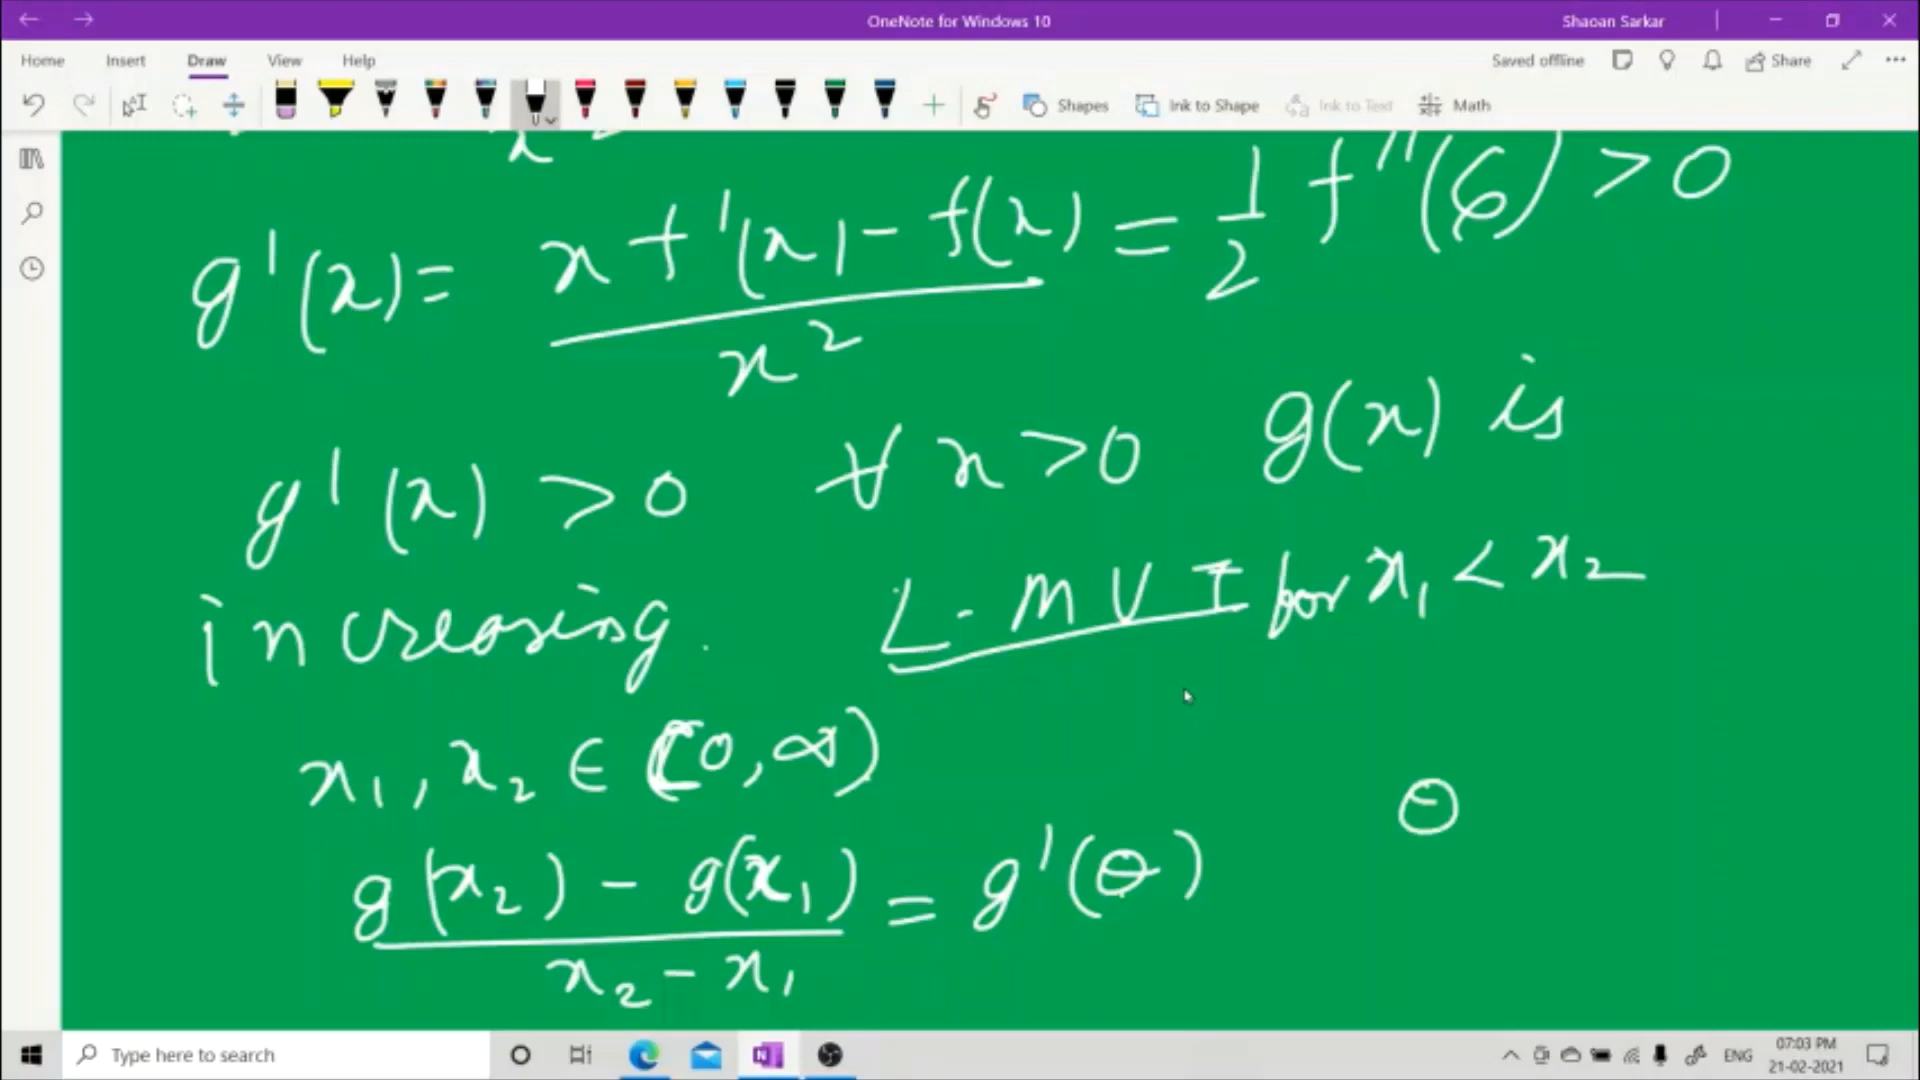 OneNote for Windows 10
Shaoan Sarkar
Home Insert Draw View Help
Saved offline Share
Shapes Ink to Shape Ink to Text Math
g'(x) = (x f'(x) - f(x)) / x² = 1/2 f''(ξ) > 0
g'(x) > 0 ∀ x > 0 g(x) is
increasing. L-MVT for x₁ < x₂
x₁, x₂ ∈ [0, ∞)
θ
(g(x₂) - g(x₁)) / (x₂ - x₁) = g'(θ)
Type here to search
ENG
07:03 PM
21-02-2021